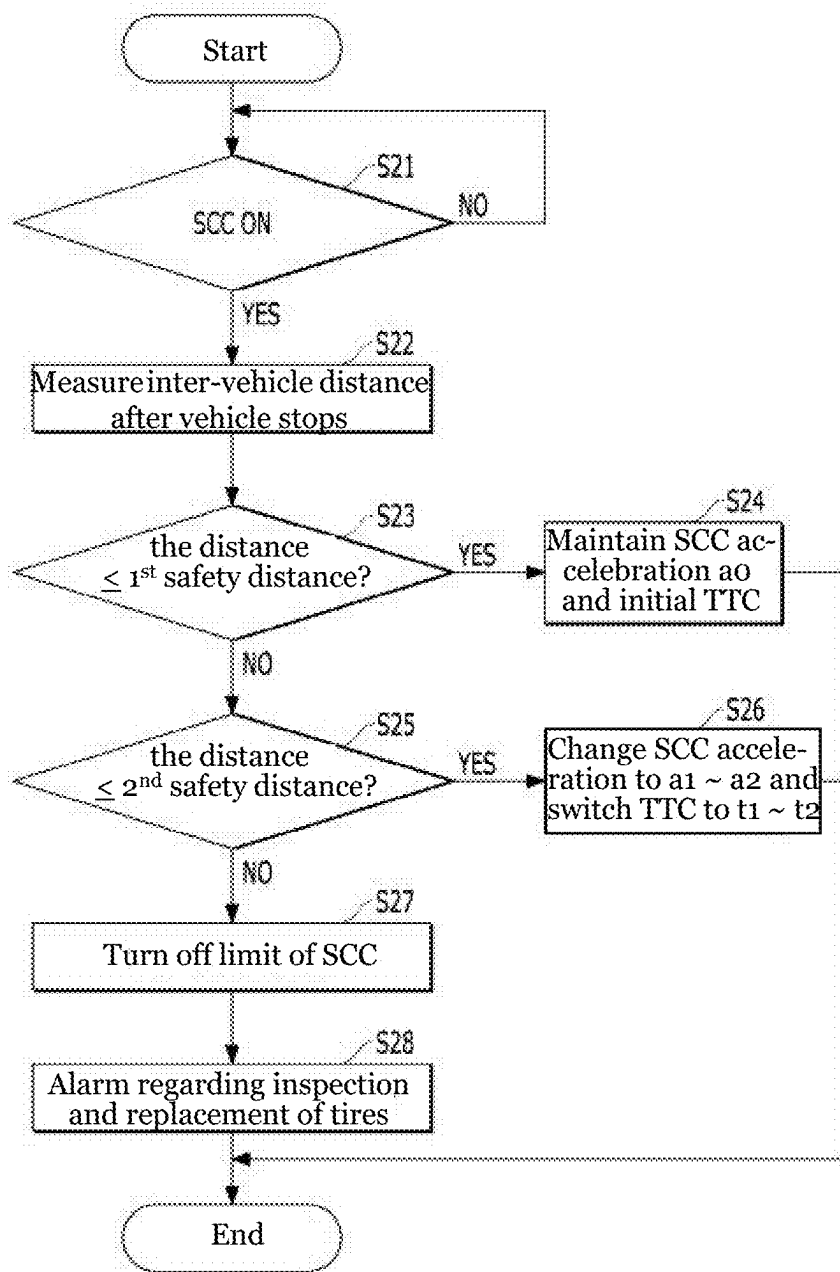 Start
S21
SCC ON
NO
YES
S22
Measure inter-vehicle distance
after vehicle stops
S23
the distance
≤ 1st safety distance?
YES
S24
Maintain SCC ac-
celebration a0
and initial TTC
NO
S25
the distance
≤ 2nd safety distance?
YES
S26
Change SCC accele-
ration to a1 ~ a2 and
switch TTC to t1 ~ t2
NO
S27
Turn off limit of SCC
S28
Alarm regarding inspection
and replacement of tires
End